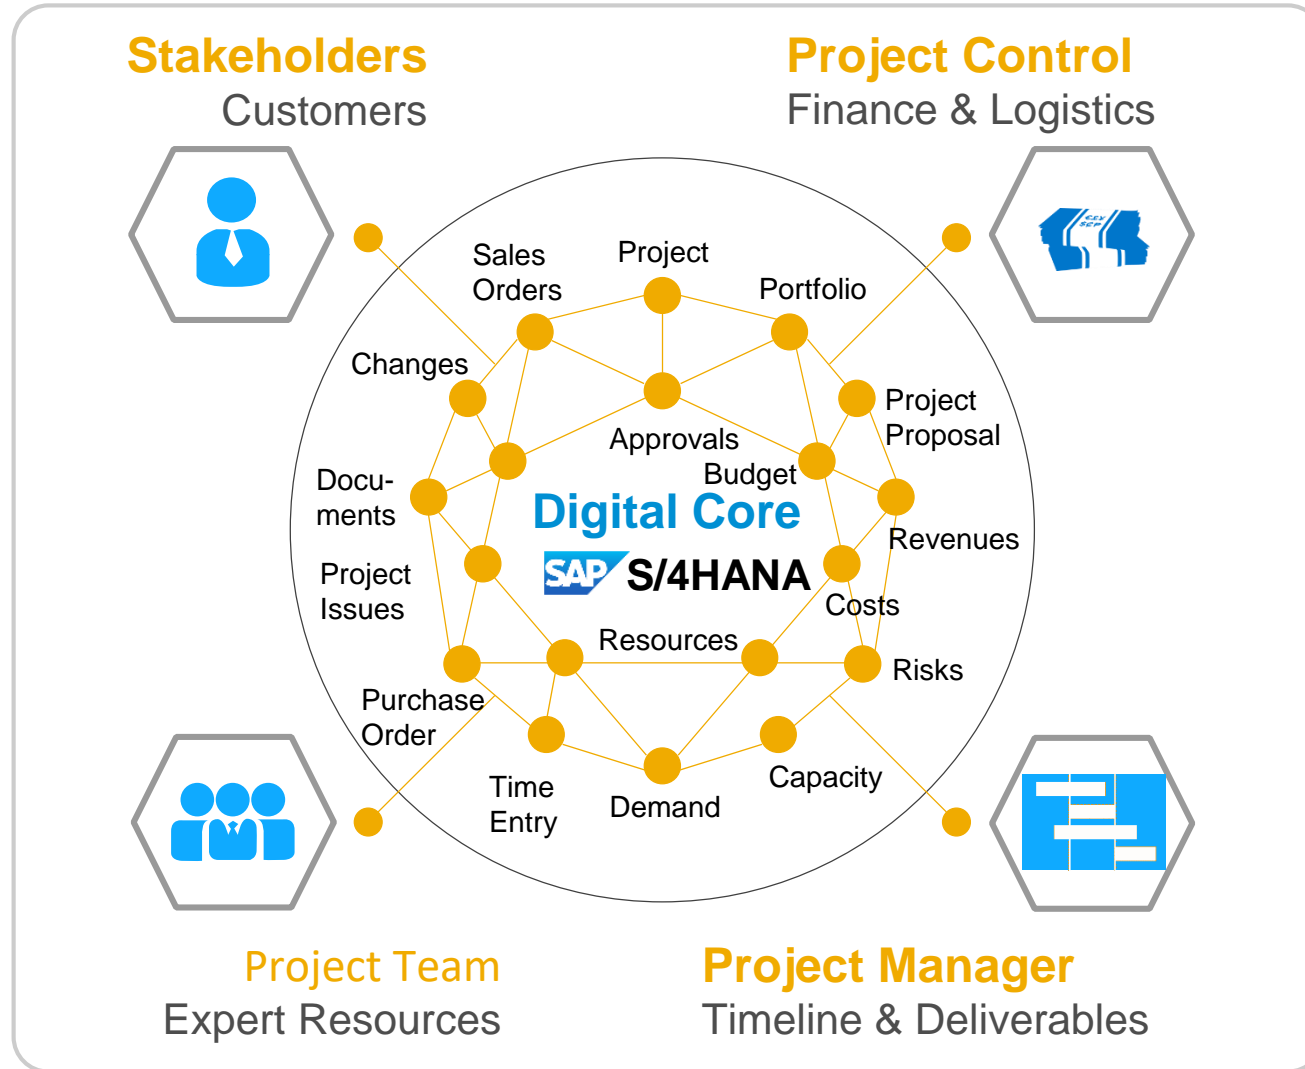 Stakeholders
Customers
Project Control
Finance & Logistics
Sales
Orders
Project
Portfolio
Changes
Project
Proposal
Approvals
Budget
Docu-
ments
Digital Core
Revenues
SAP S/4HANA
Project
Issues
Costs
Resources
Risks
Purchase
Order
Time
Entry
Demand
Capacity
Project Team
Expert Resources
Project Manager
Timeline & Deliverables